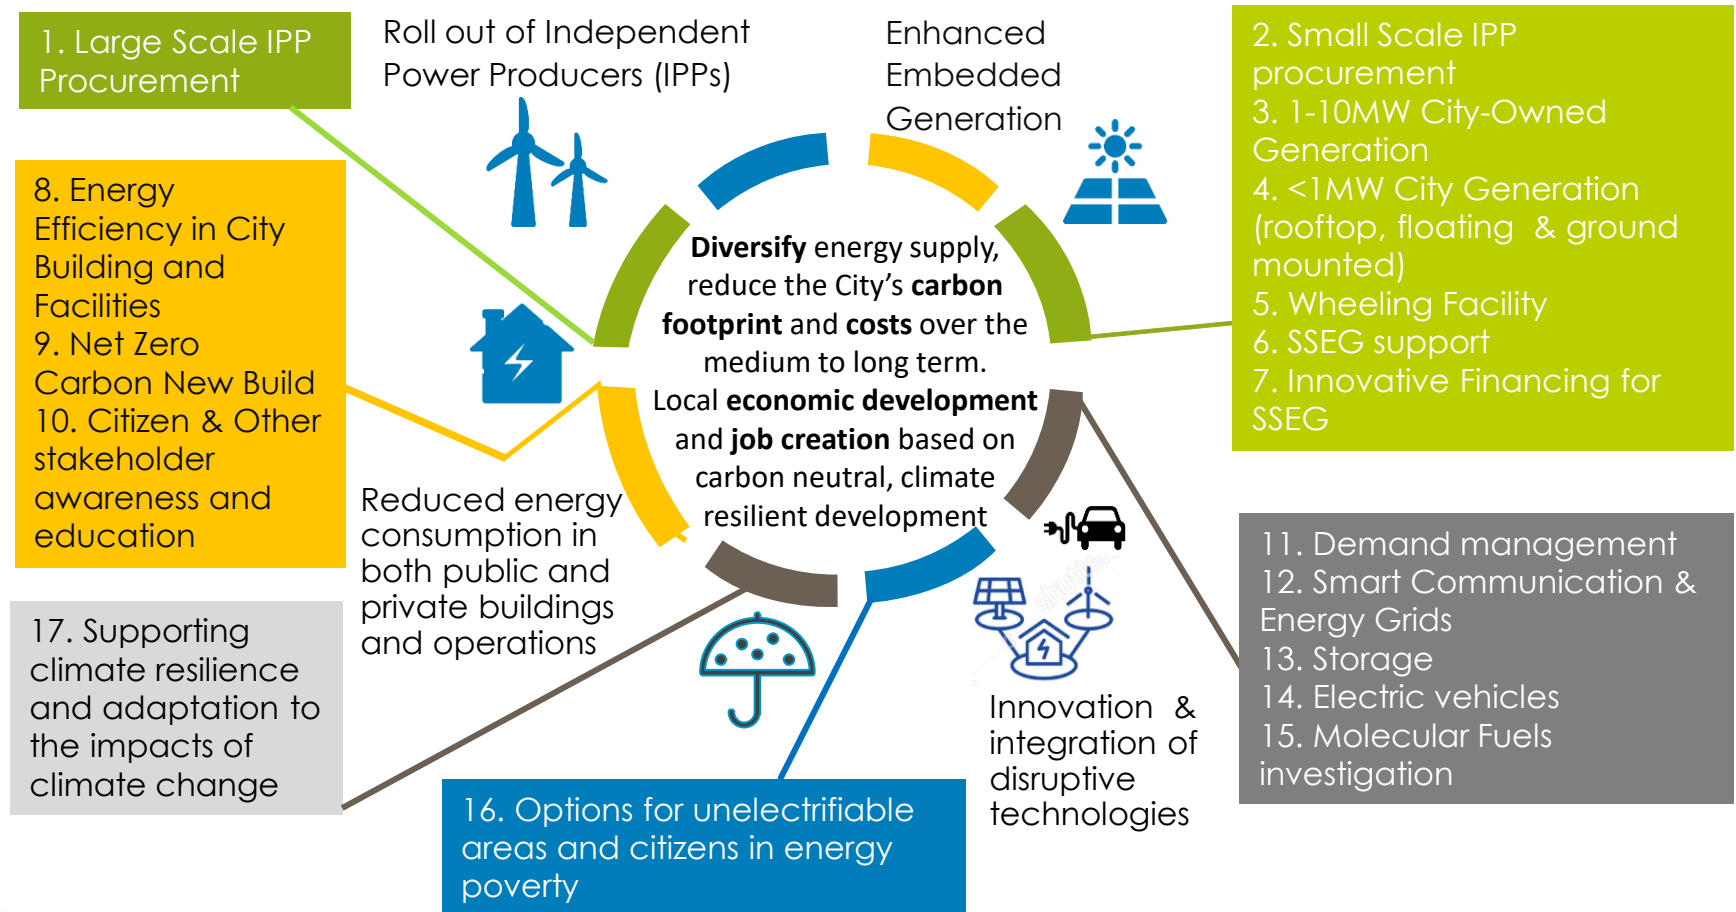 1. Large Scale IPP
Procurement
Roll out of Independent
Power Producers (IPPs)
Enhanced
Embedded
Generation
2. Small Scale IPP
procurement
3. 1-10MW City-Owned
Generation
4. <1MW City Generation
(rooftop, floating & ground
mounted)
5. Wheeling Facility
6. SSEG support
7. Innovative Financing for
SSEG
8. Energy
Efficiency in City
Building and
Facilities
9. Net Zero
Carbon New Build
10. Citizen & Other
stakeholder
awareness and
education
Diversify energy supply,
reduce the City’s carbon
footprint and costs over the
medium to long term.
Local economic development
and job creation based on
carbon neutral, climate
resilient development
Reduced energy
consumption in
both public and
private buildings
and operations
11. Demand management
12. Smart Communication &
Energy Grids
13. Storage
14. Electric vehicles
15. Molecular Fuels
investigation
17. Supporting
climate resilience
and adaptation to
the impacts of
climate change
Innovation &
integration of
disruptive
technologies
16. Options for unelectrifiable
areas and citizens in energy
poverty